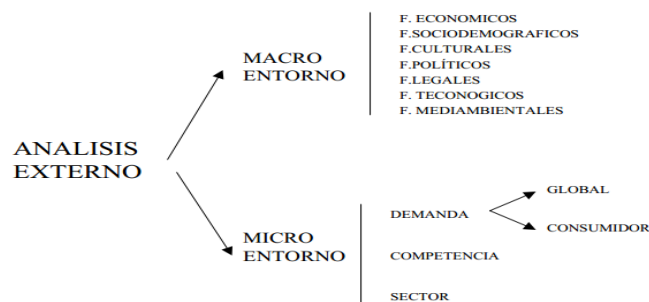 ANALISIS
EXTERNO
MACRO
ENTORNO
F. ECONOMICOS
F.SOCIODEMOGRAFICOS
F.CULTURALES
F.POLÍTICOS
F.LEGALES
F. TECONOGICOS
F. MEDIAMBIENTALES
MICRO
ENTORNO
DEMANDA
GLOBAL
CONSUMIDOR
COMPETENCIA
SECTOR